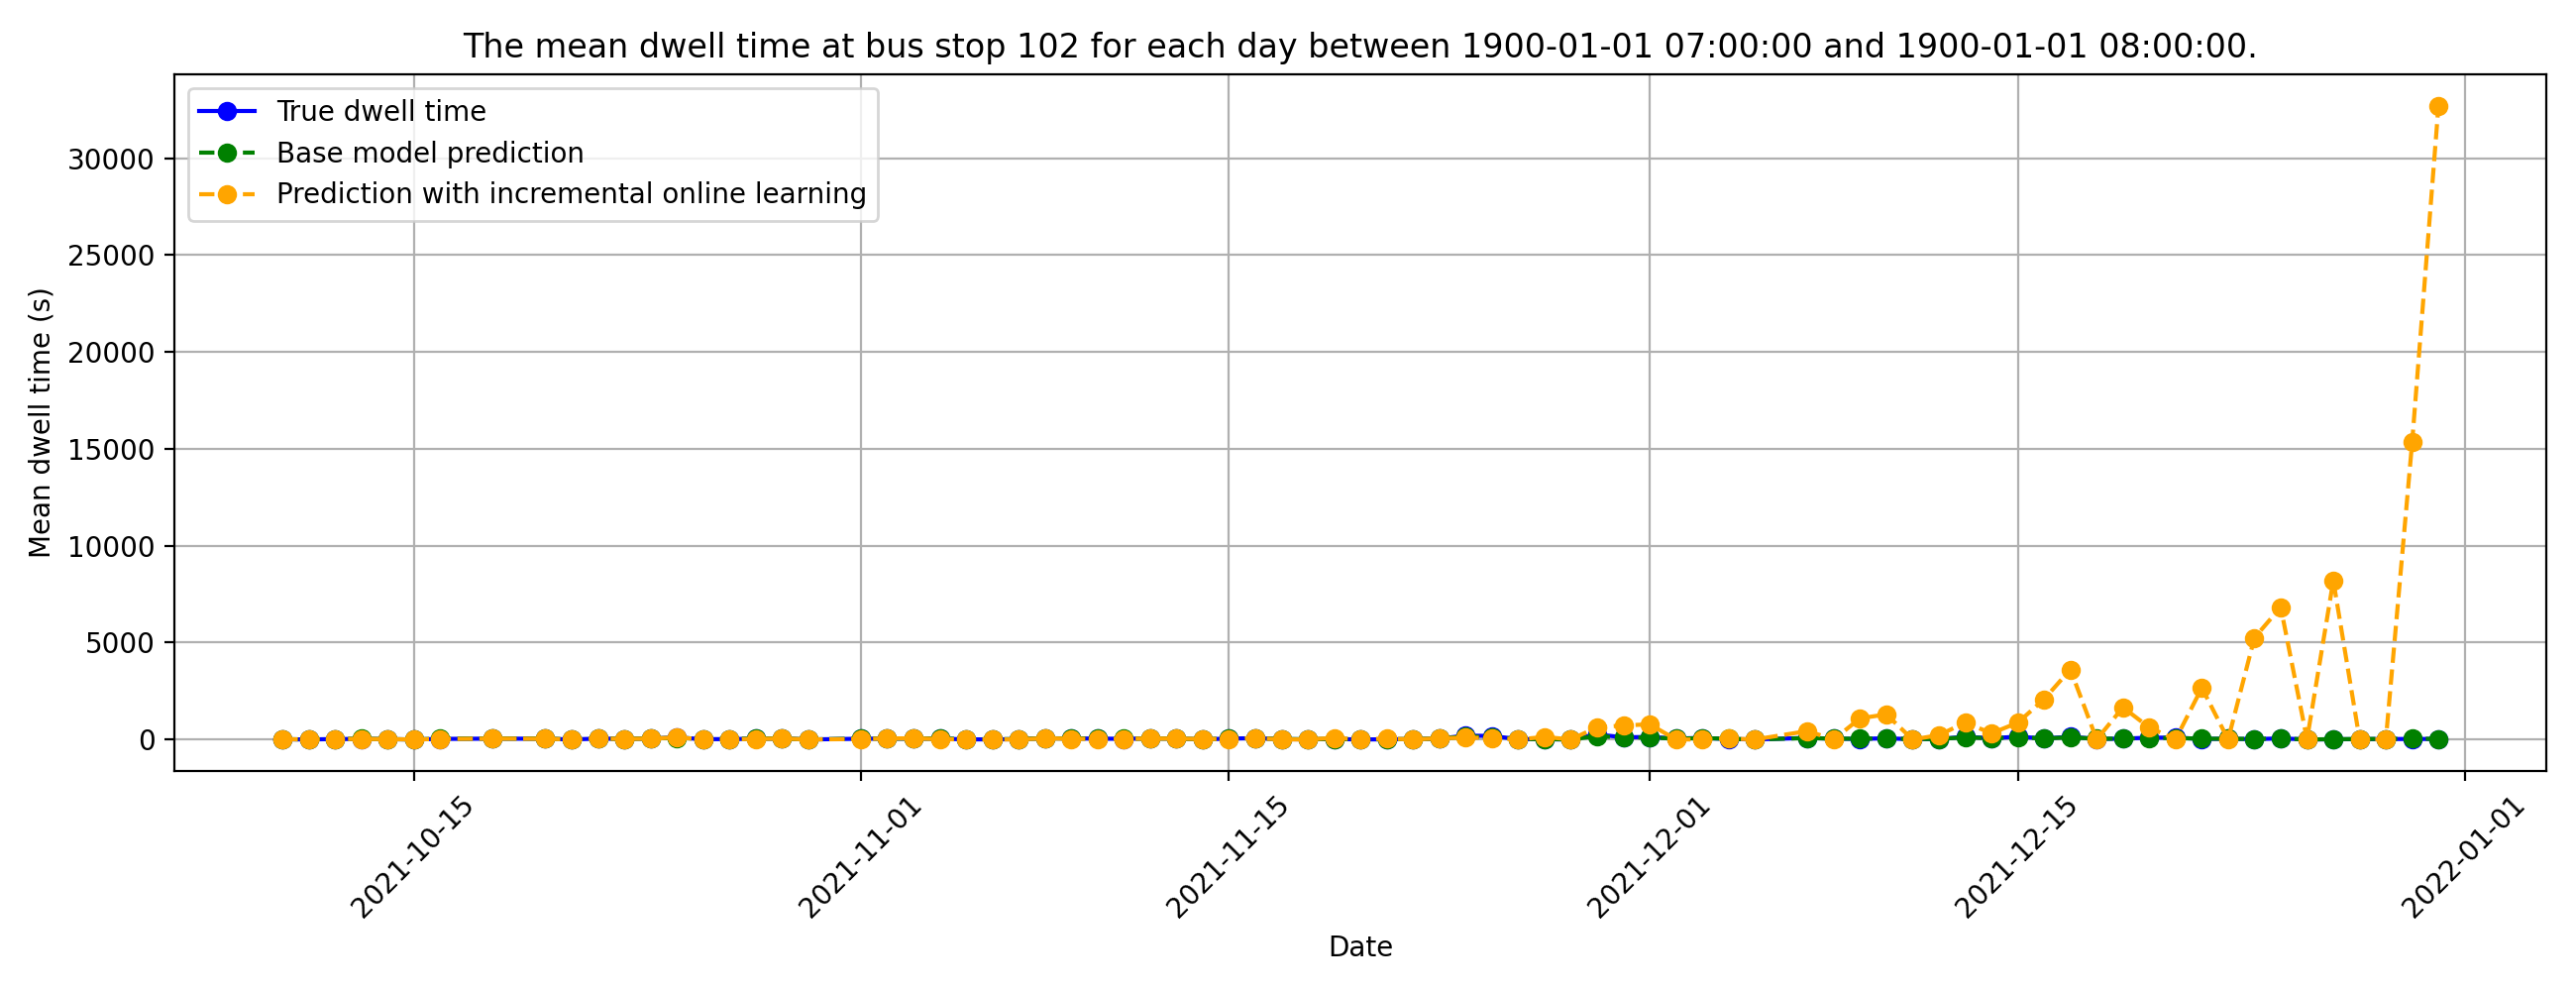 The mean dwell time at bus stop 102 for each day between 1900-01-01 07:00:00 and 1900-01-01 08:00:00.
True dwell time
Base model prediction
Prediction with incremental online learning
Mean dwell time (s)
30000
25000
20000
15000
10000
5000
0
2021-10-15
2021-11-01
2021-11-15
2021-12-01
2021-12-15
2022-01-01
Date